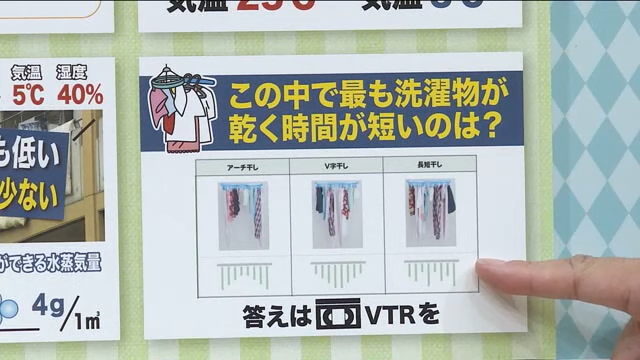 気温 25℃
気温
気温 湿度
5℃ 40%
も低い
少ない
ができる水蒸気量
4g/1㎥
この中で最も洗濯物が
乾く時間が短いのは?
アーチ干し V字干し 長短干し
答えは VTRを